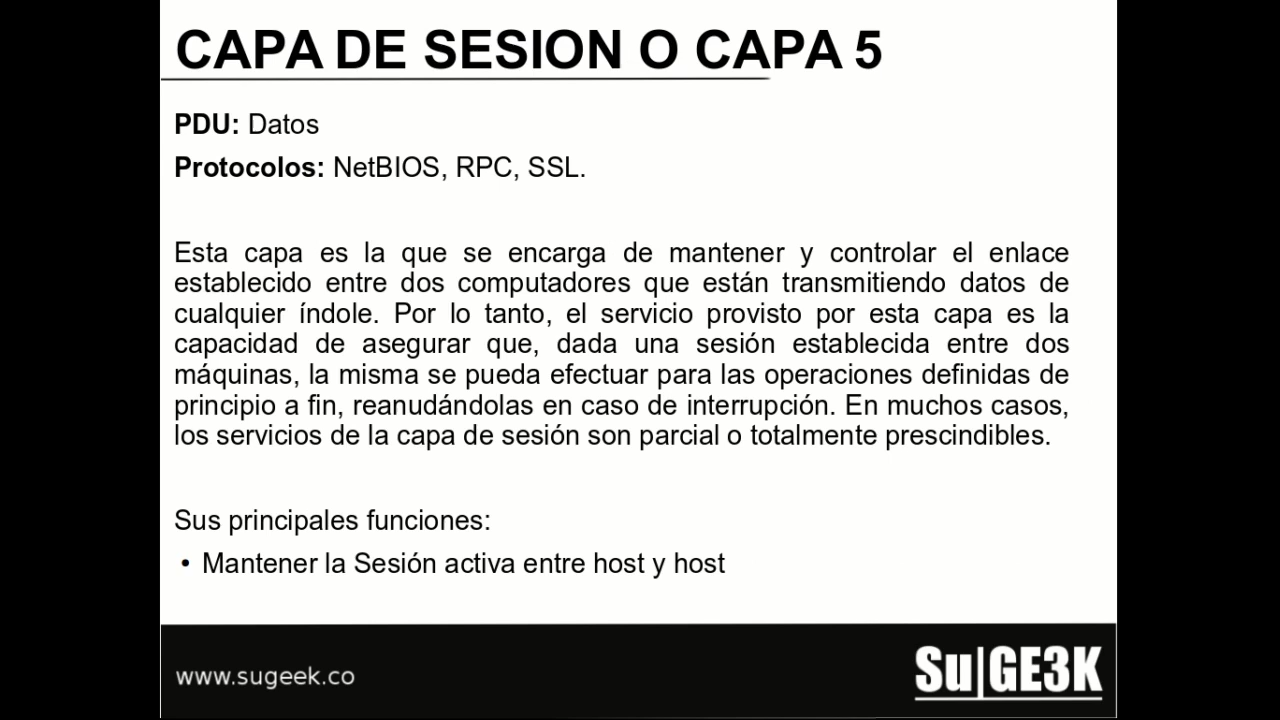 CAPA DE SESION O CAPA 5
PDU: Datos
Protocolos: NetBIOS, RPC, SSL.
Esta capa es la que se encarga de mantener y controlar el enlace
establecido entre dos computadores que están transmitiendo datos de
cualquier índole. Por lo tanto, el servicio provisto por esta capa es la
capacidad de asegurar que, dada una sesión establecida entre dos
máquinas, la misma se pueda efectuar para las operaciones definidas de
principio a fin, reanudándolas en caso de interrupción. En muchos casos,
los servicios de la capa de sesión son parcial o totalmente prescindibles.
Sus principales funciones:
• Mantener la Sesión activa entre host y host
www.sugeek.co
Su|GE3K